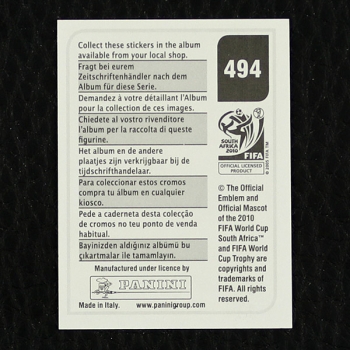 Collect these stickers in the album
available from your local shop.
Fragt bei eurem
Zeitschriftenhändler nach dem
Album für diese Serie.
Demandez à votre détaillant l'Album
pour la collection de ces images.
Chiedete al vostro rivenditore
l'album per la raccolta di queste
figurine.
Het album en de andere
plaatjes zijn verkrijgbaar bij de
tijdschrifthandelaar.
Para coleccionar estos cromos
compra tu álbum en cualquier
kiosco.
Pede a caderneta desta colecção
de cromos no teu ponto de venda
habitual.
Bayinizden aldığınız albümü bu
çıkartmalar ile tamamlayın.
Manufactured under licence by
PANINI
Made in Italy. www.paninigroup.com
494
SOUTH AFRICA
2010
FIFA
OFFICIAL LICENSED
PRODUCT
© The Official
Emblem and
Official Mascot
of the 2010
FIFA World Cup
South Africa™
and FIFA World
Cup Trophy are
copyrights and
trademarks of
FIFA. All rights
reserved.